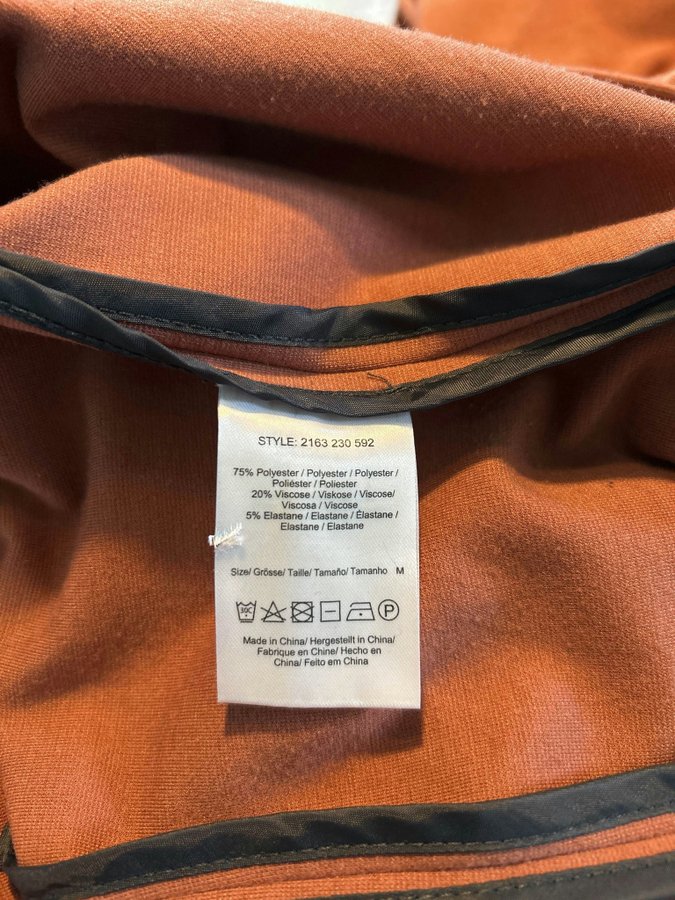 STYLE: 2163 230 592
75% Polyester / Polyester / Polyester /
Poliéster / Poliester
20% Viscose / Viskose / Viscose/
Viscosa / Viscose
5% Elastane / Elastane / Élastane /
Elastane / Elastane
Size/ Grösse/ Taille/ Tamaño/ Tamanho M
30C P
Made in China/ Hergestellt in China/
Fabrique en Chine/ Hecho en
China/ Feito em China